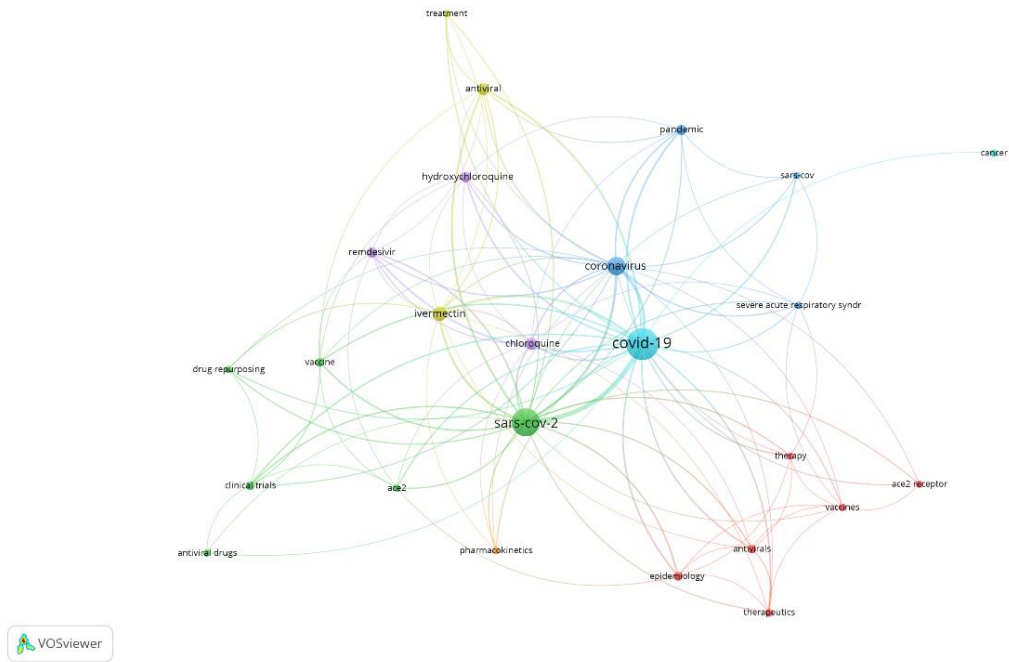 treatment
antiviral
pandemic
cancer
sars-cov
hydroxychloroquine
remdesivir
coronavirus
severe acute respiratory syndr
ivermectin
chloroquine
covid-19
vaccine
drug repurposing
sars-cov-2
therapy
ace2 receptor
clinical trials
ace2
vaccines
antivirals
pharmacokinetics
antiviral drugs
epidemiology
therapeutics
VOSviewer